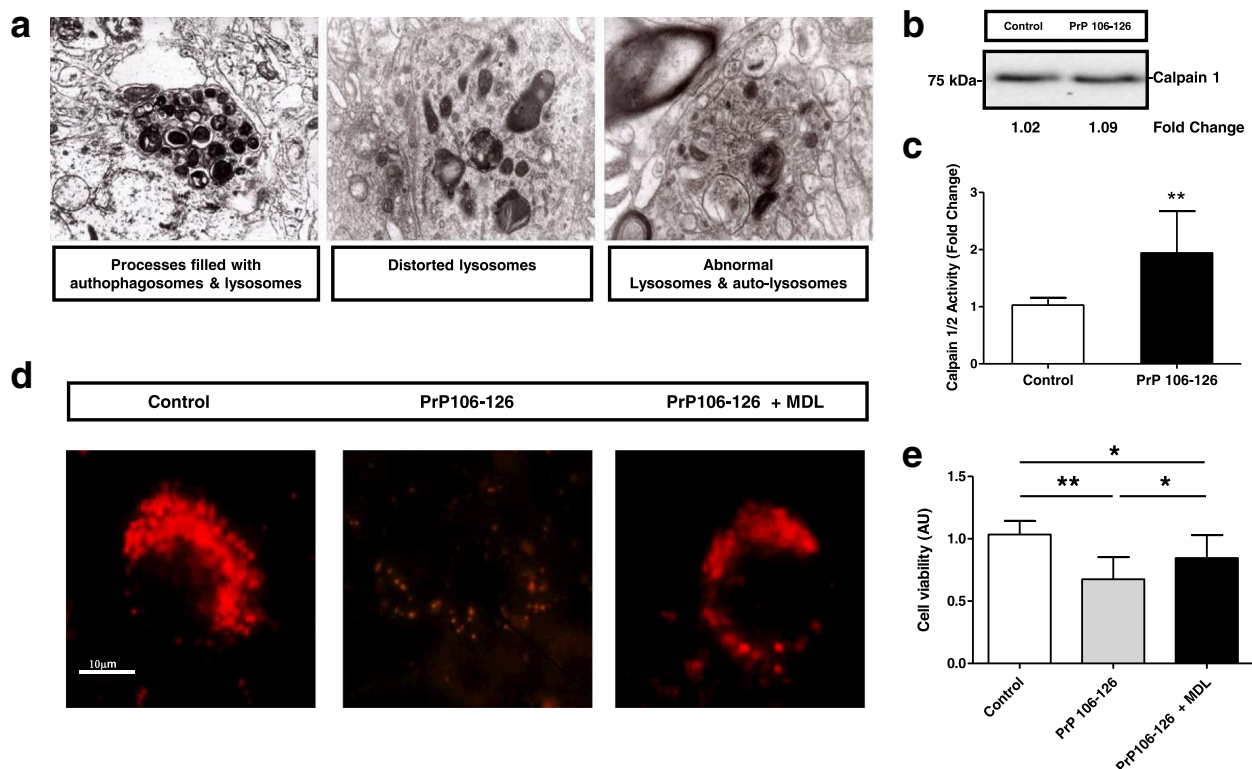 a
Processes filled with
authophagosomes & lysosomes
Distorted lysosomes
Abnormal
Lysosomes & auto-lysosomes
b
Control PrP 106-126
75 kDa
Calpain 1
1.02 1.09 Fold Change
c
Calpain 1/2 Activity (Fold Change)
3
2
1
0
**
Control PrP 106-126
d
Control PrP106-126 PrP106-126 + MDL
10μm
e
Cell viability (AU)
1.5
1.0
0.5
0.0
*
** *
Control
PrP 106-126
PrP106-126 + MDL